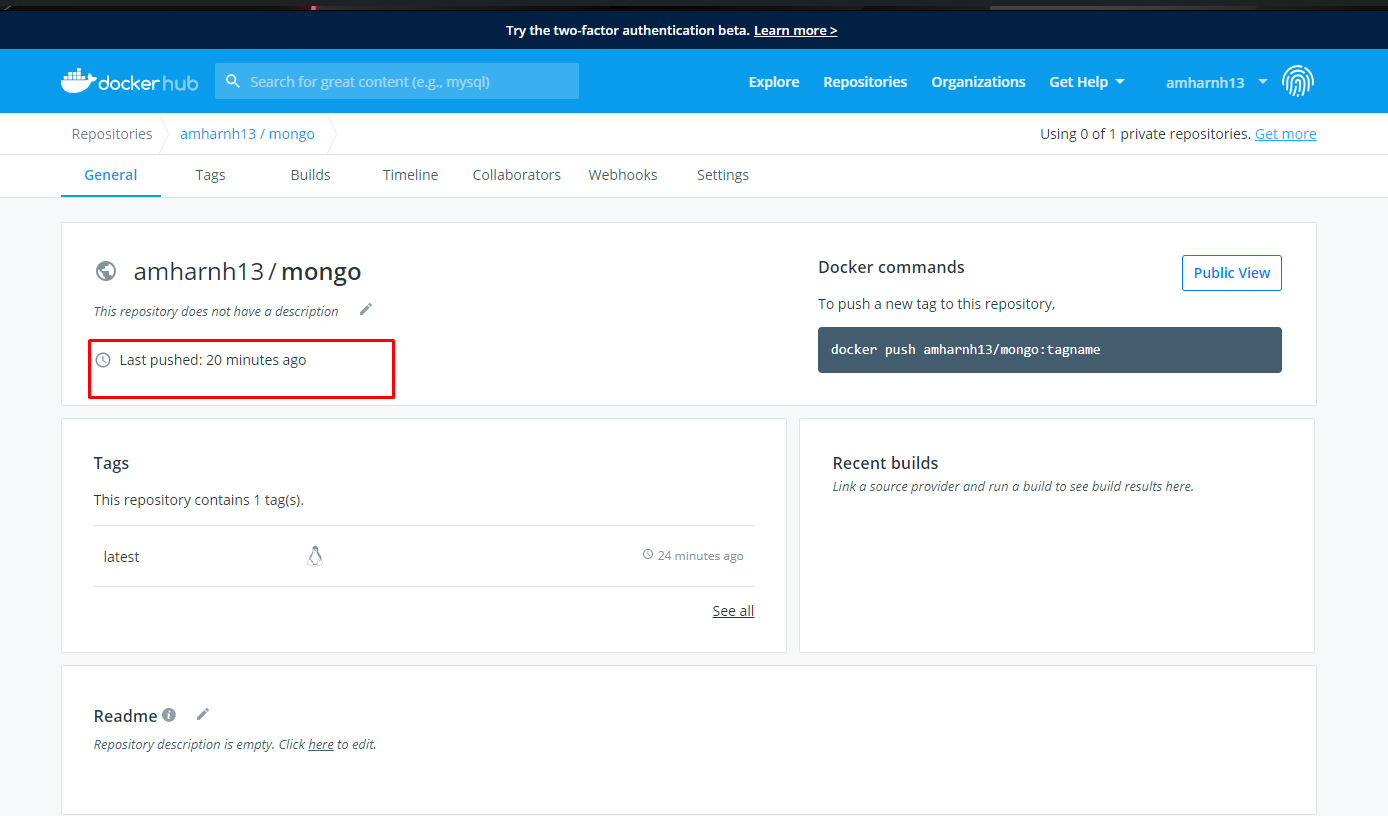 Try the two-factor authentication beta. Learn more >
docker hub
Search for great content (e.g., mysql)
Explore
Repositories
Organizations
Get Help
amharnh13
Repositories
amharnh13 / mongo
Using 0 of 1 private repositories. Get more
General
Tags
Builds
Timeline
Collaborators
Webhooks
Settings
amharnh13 / mongo
This repository does not have a description
Last pushed: 20 minutes ago
Docker commands
Public View
To push a new tag to this repository,
docker push amharnh13/mongo:tagname
Tags
This repository contains 1 tag(s).
latest
24 minutes ago
See all
Recent builds
Link a source provider and run a build to see build results here.
Readme
Repository description is empty. Click here to edit.